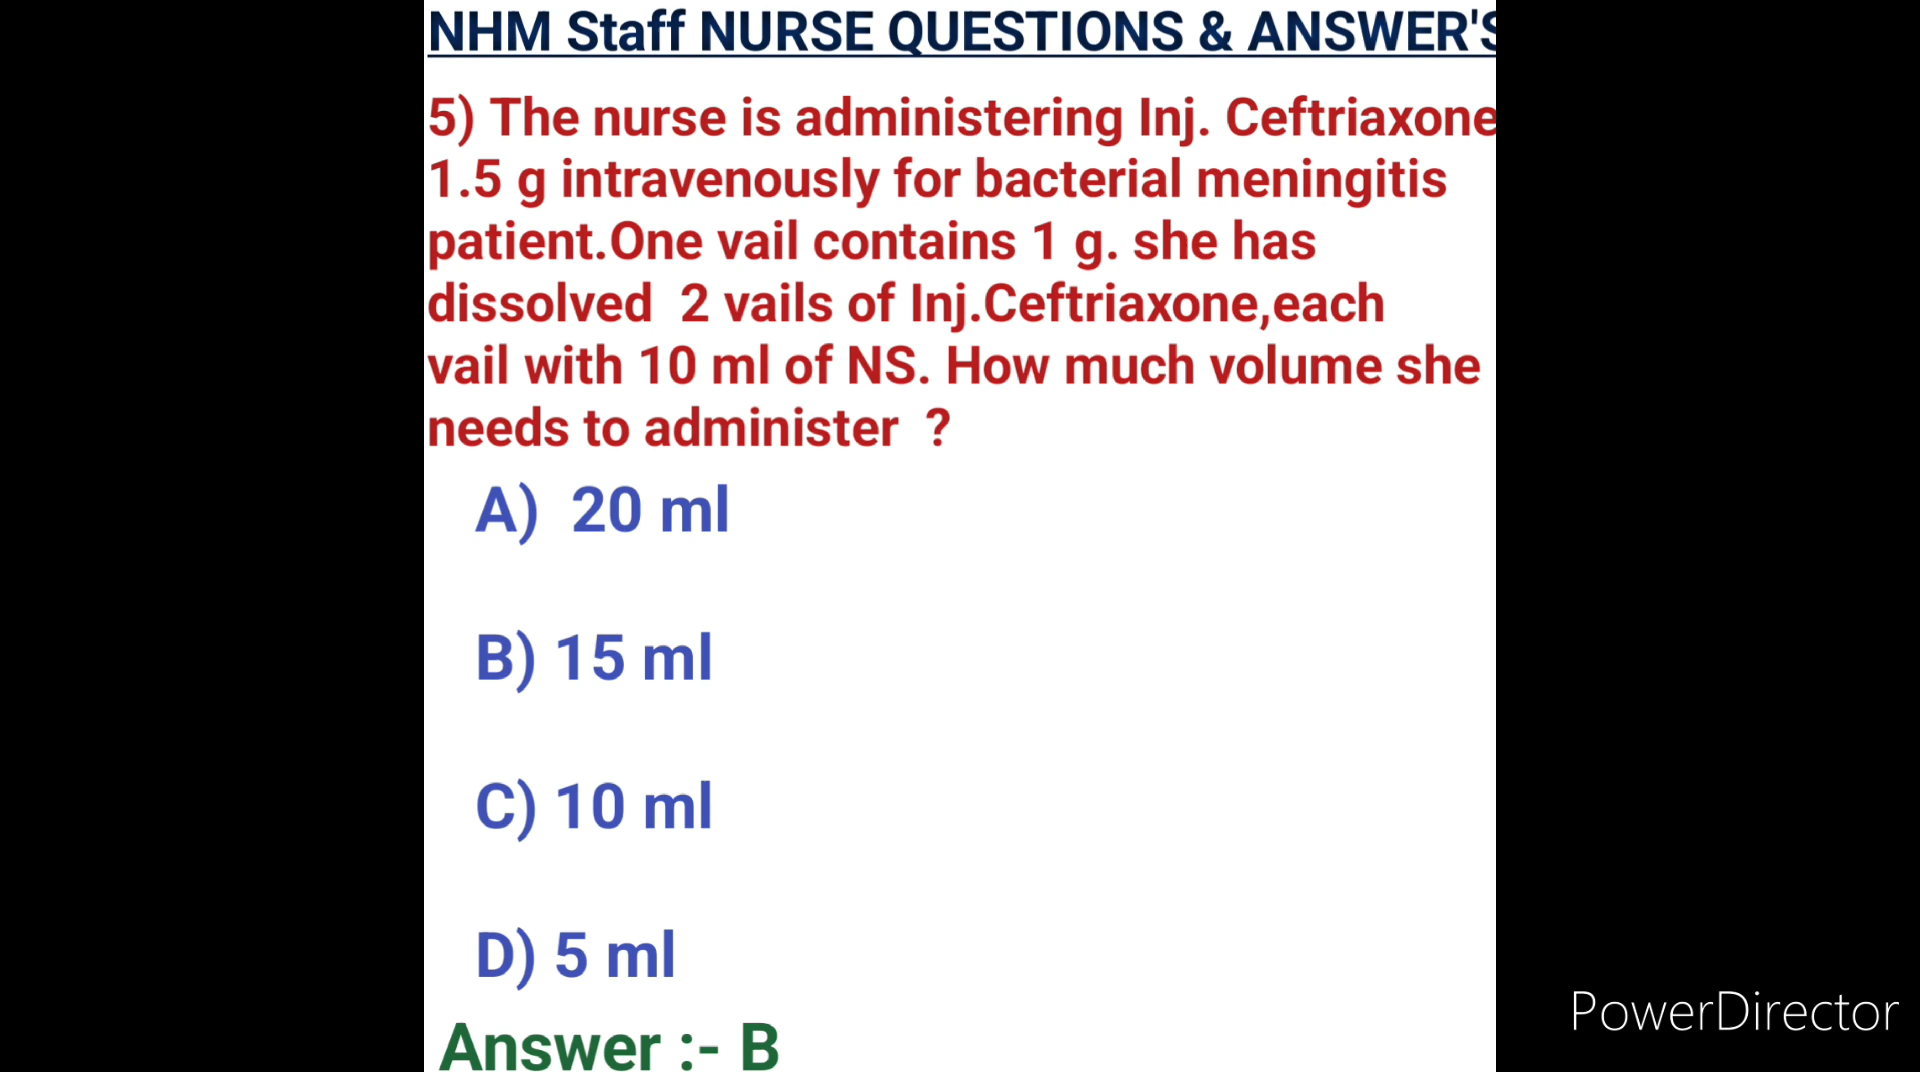 NHM Staff NURSE QUESTIONS & ANSWER'S
5) The nurse is administering Inj. Ceftriaxone
1.5 g intravenously for bacterial meningitis
patient.One vail contains 1 g. she has
dissolved  2 vails of Inj.Ceftriaxone,each
vail with 10 ml of NS. How much volume she
needs to administer  ?
A)  20 ml
B) 15 ml
C) 10 ml
D) 5 ml
Answer :- B
PowerDirector